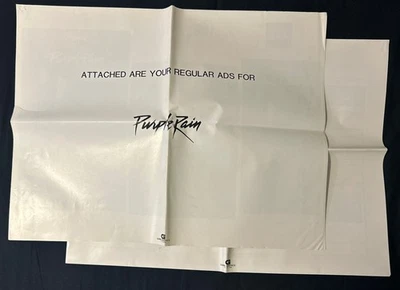 ATTACHED ARE YOUR REGULAR ADS FOR
Purple Rain